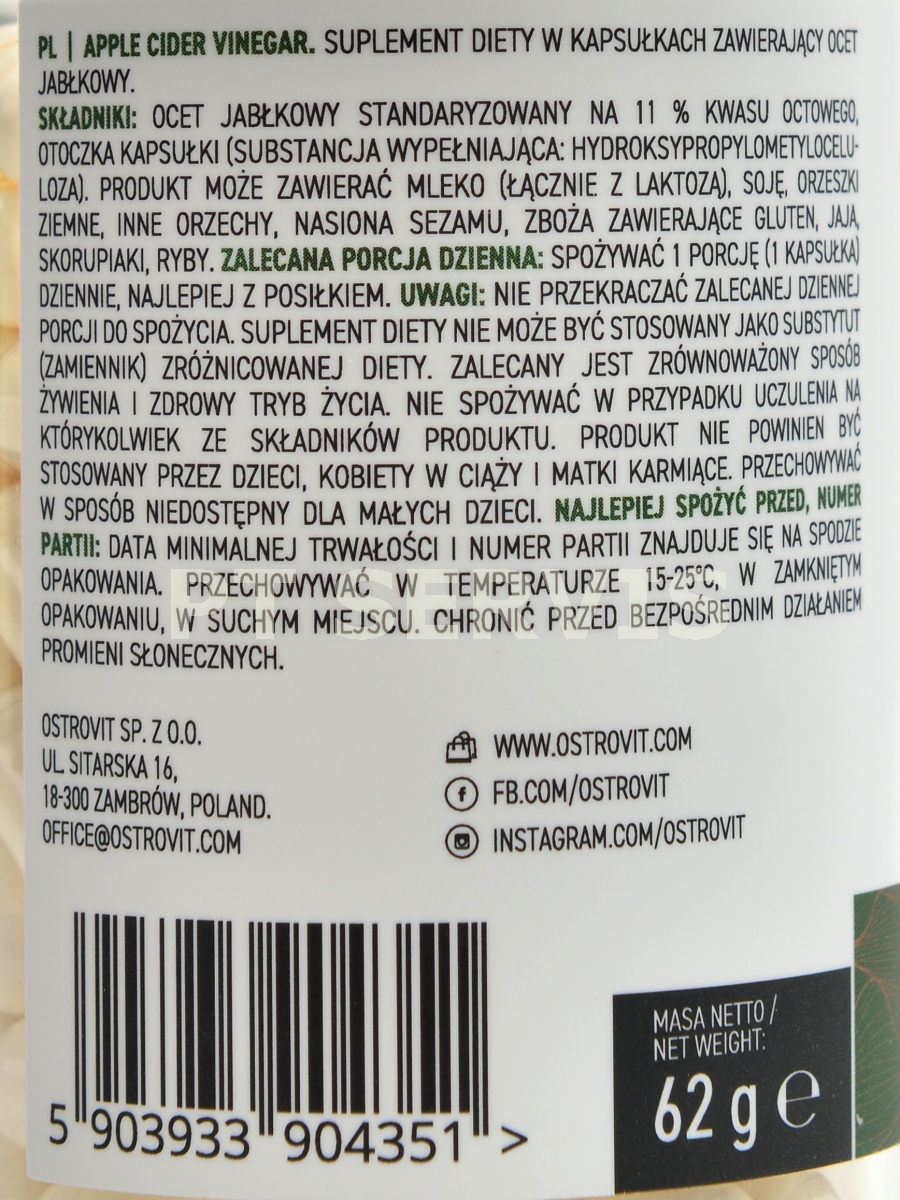 PL | APPLE CIDER VINEGAR. SUPLEMENT DIETY W KAPSUŁKACH ZAWIERAJĄCY OCET
JABŁKOWY.
SKŁADNIKI: OCET JABŁKOWY STANDARYZOWANY NA 11 % KWASU OCTOWEGO,
OTOCZKA KAPSUŁKI (SUBSTANCJA WYPEŁNIAJĄCA: HYDROKSYPROPYLOMETYLOCELU-
LOZA). PRODUKT MOŻE ZAWIERAĆ MLEKO (ŁĄCZNIE Z LAKTOZĄ), SOJĘ, ORZESZKI
ZIEMNE, INNE ORZECHY, NASIONA SEZAMU, ZBOŻA ZAWIERAJĄCE GLUTEN, JAJA,
SKORUPIAKI, RYBY. ZALECANA PORCJA DZIENNA: SPOŻYWAĆ 1 PORCJĘ (1 KAPSUŁKA)
DZIENNIE, NAJLEPIEJ Z POSIŁKIEM. UWAGI: NIE PRZEKRACZAĆ ZALECANEJ DZIENNEJ
PORCJI DO SPOŻYCIA. SUPLEMENT DIETY NIE MOŻE BYĆ STOSOWANY JAKO SUBSTYTUT
(ZAMIENNIK) ZRÓŻNICOWANEJ DIETY. ZALECANY JEST ZRÓWNOWAŻONY SPOSÓB
ŻYWIENIA I ZDROWY TRYB ŻYCIA. NIE SPOŻYWAĆ W PRZYPADKU UCZULENIA NA
KTÓRYKOLWIEK ZE SKŁADNIKÓW PRODUKTU. PRODUKT NIE POWINIEN BYĆ
STOSOWANY PRZEZ DZIECI, KOBIETY W CIĄŻY I MATKI KARMIĄCE. PRZECHOWYWAĆ
W SPOSÓB NIEDOSTĘPNY DLA MAŁYCH DZIECI. NAJLEPIEJ SPOŻYĆ PRZED, NUMER
PARTII: DATA MINIMALNEJ TRWAŁOŚCI I NUMER PARTII ZNAJDUJE SIĘ NA SPODZIE
OPAKOWANIA. PRZECHOWYWAĆ W TEMPERATURZE 15-25°C, W ZAMKNIĘTYM
OPAKOWANIU, W SUCHYM MIEJSCU. CHRONIĆ PRZED BEZPOŚREDNIM DZIAŁANIEM
PROMIENI SŁONECZNYCH.
PT SERVIS
OSTROVIT SP. Z O.O.
UL. SITARSKA 16,
18-300 ZAMBRÓW, POLAND.
OFFICE@OSTROVIT.COM
WWW.OSTROVIT.COM
FB.COM/OSTROVIT
INSTAGRAM.COM/OSTROVIT
5 903933 904351 >
MASA NETTO /
NET WEIGHT:
62 g ℮